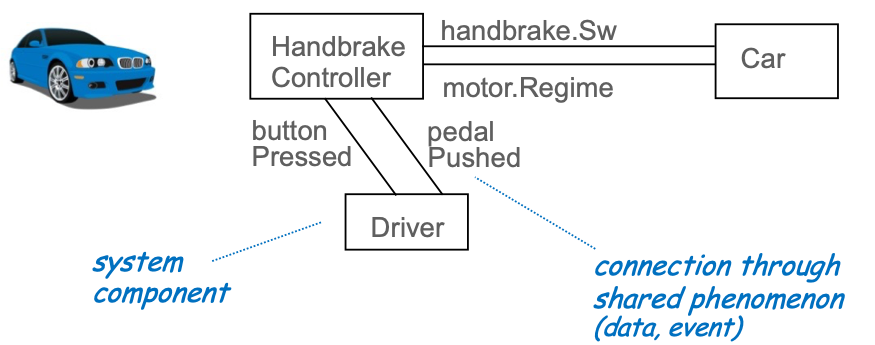 handbrake.Sw
Handbrake
Controller
Car
motor.Regime
button
Pressed
pedal
Pushed
Driver
system
component
connection through
shared phenomenon
(data, event)